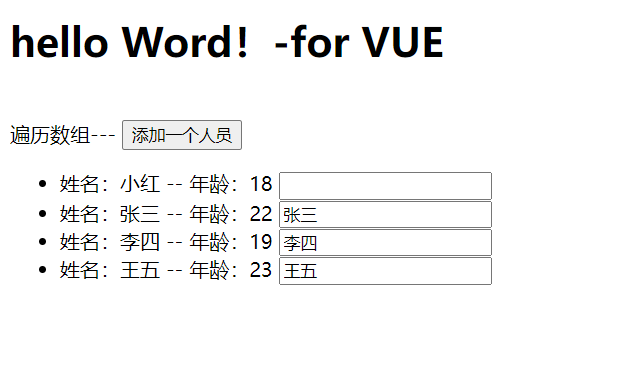 hello Word！-for VUE
遍历数组--- 添加一个人员
姓名：小红 -- 年龄：18
姓名：张三 -- 年龄：22 张三
姓名：李四 -- 年龄：19 李四
姓名：王五 -- 年龄：23 王五